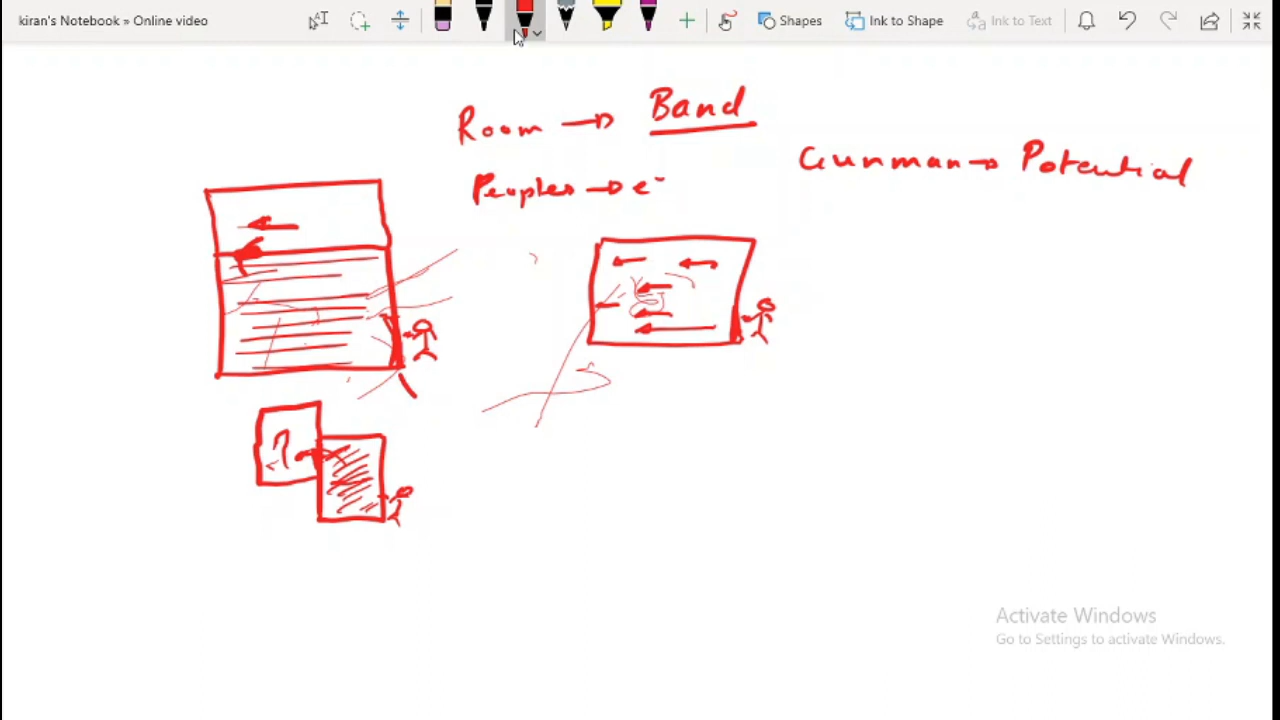 kiran's Notebook » Online video
Shapes
Ink to Shape
Ink to Text
Room → Band
Gunman → Potential
Peoples → e⁻
Activate Windows
Go to Settings to activate Windows.